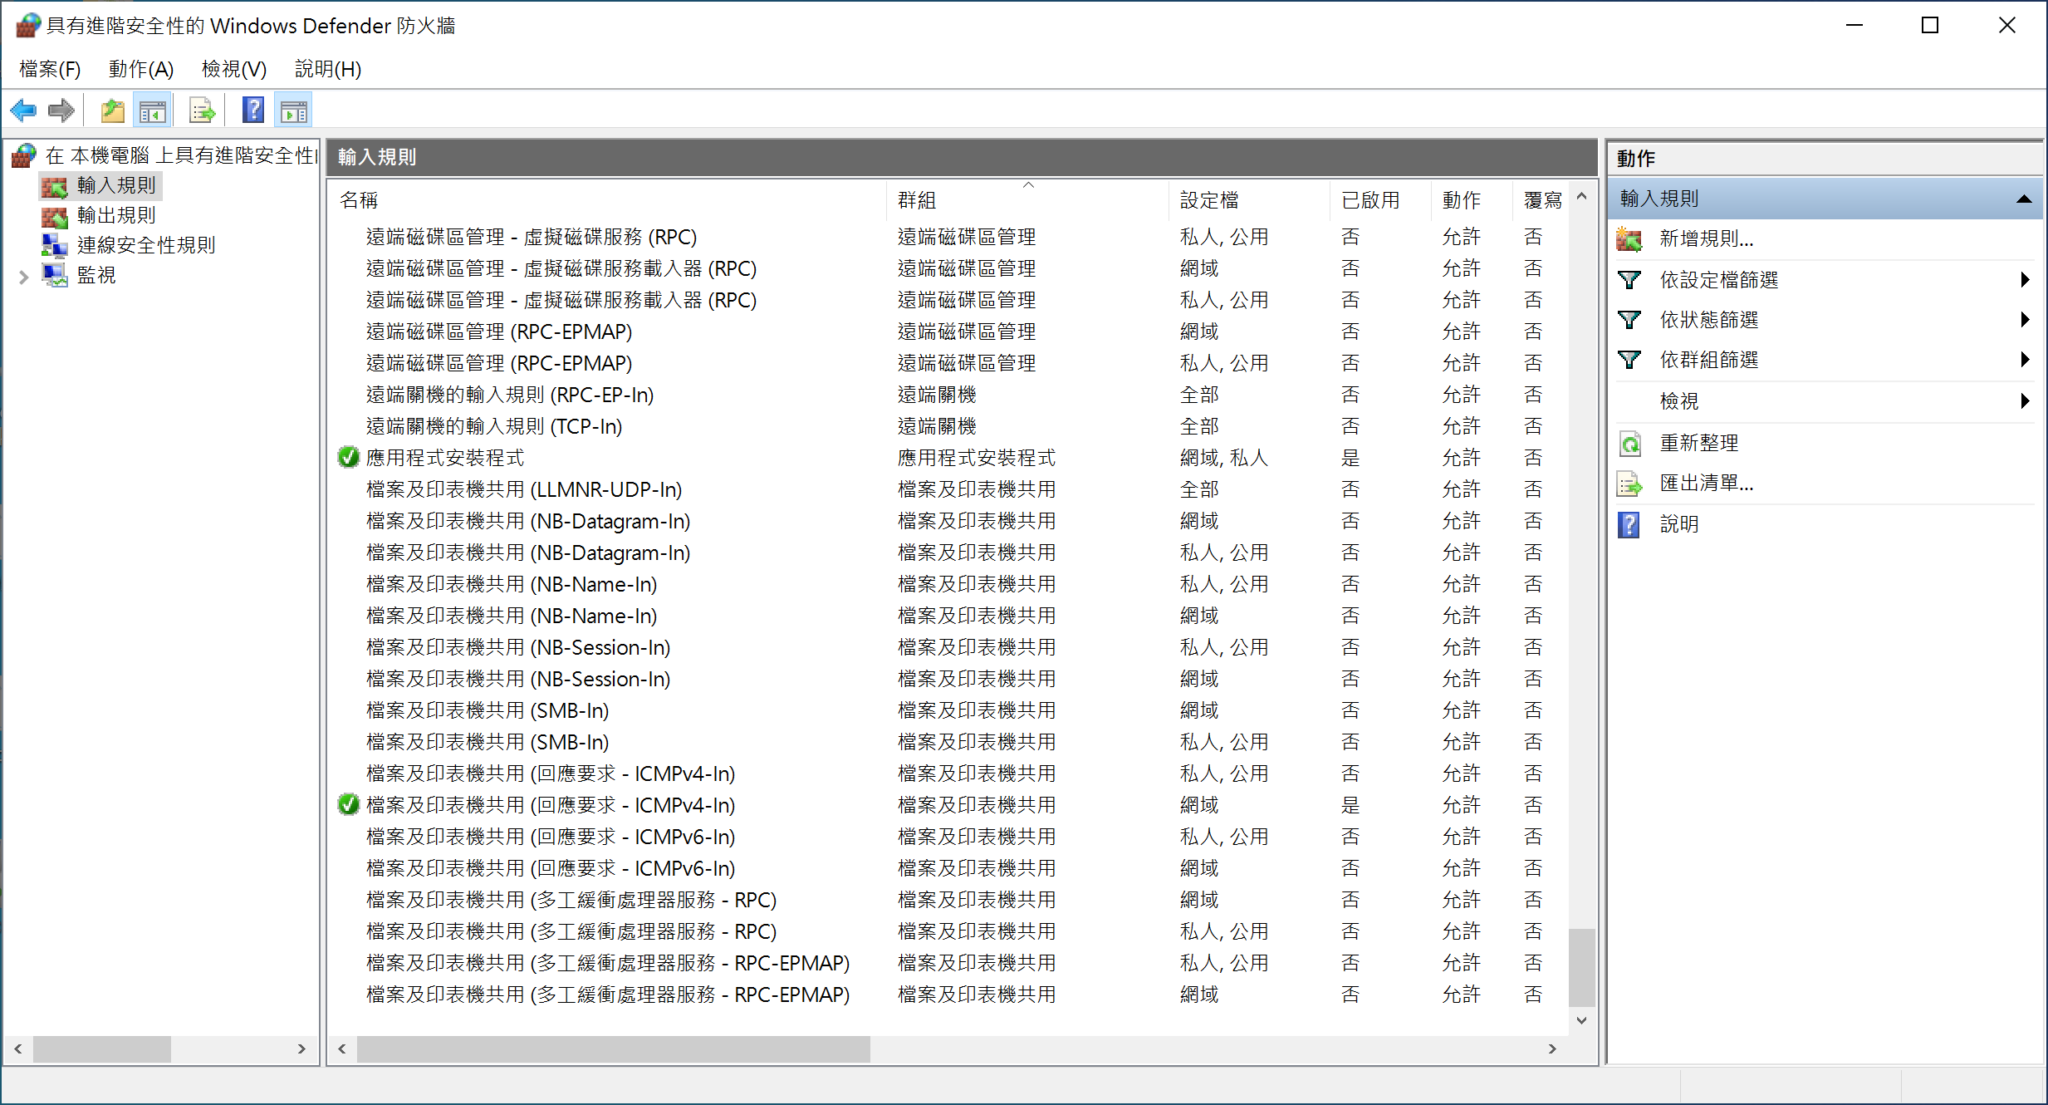 具有進階安全性的 Windows Defender 防火牆
檔案(F) 動作(A) 檢視(V) 說明(H)
在 本機電腦 上具有進階安全性
輸入規則
輸出規則
連線安全性規則
監視
輸入規則
名稱 群組 設定檔 已啟用 動作 覆寫
遠端磁碟區管理 - 虛擬磁碟服務 (RPC) 遠端磁碟區管理 私人, 公用 否 允許 否
遠端磁碟區管理 - 虛擬磁碟服務載入器 (RPC) 遠端磁碟區管理 網域 否 允許 否
遠端磁碟區管理 - 虛擬磁碟服務載入器 (RPC) 遠端磁碟區管理 私人, 公用 否 允許 否
遠端磁碟區管理 (RPC-EPMAP) 遠端磁碟區管理 網域 否 允許 否
遠端磁碟區管理 (RPC-EPMAP) 遠端磁碟區管理 私人, 公用 否 允許 否
遠端關機的輸入規則 (RPC-EP-In) 遠端關機 全部 否 允許 否
遠端關機的輸入規則 (TCP-In) 遠端關機 全部 否 允許 否
應用程式安裝程式 應用程式安裝程式 網域, 私人 是 允許 否
檔案及印表機共用 (LLMNR-UDP-In) 檔案及印表機共用 全部 否 允許 否
檔案及印表機共用 (NB-Datagram-In) 檔案及印表機共用 網域 否 允許 否
檔案及印表機共用 (NB-Datagram-In) 檔案及印表機共用 私人, 公用 否 允許 否
檔案及印表機共用 (NB-Name-In) 檔案及印表機共用 私人, 公用 否 允許 否
檔案及印表機共用 (NB-Name-In) 檔案及印表機共用 網域 否 允許 否
檔案及印表機共用 (NB-Session-In) 檔案及印表機共用 私人, 公用 否 允許 否
檔案及印表機共用 (NB-Session-In) 檔案及印表機共用 網域 否 允許 否
檔案及印表機共用 (SMB-In) 檔案及印表機共用 網域 否 允許 否
檔案及印表機共用 (SMB-In) 檔案及印表機共用 私人, 公用 否 允許 否
檔案及印表機共用 (回應要求 - ICMPv4-In) 檔案及印表機共用 私人, 公用 否 允許 否
檔案及印表機共用 (回應要求 - ICMPv4-In) 檔案及印表機共用 網域 是 允許 否
檔案及印表機共用 (回應要求 - ICMPv6-In) 檔案及印表機共用 私人, 公用 否 允許 否
檔案及印表機共用 (回應要求 - ICMPv6-In) 檔案及印表機共用 網域 否 允許 否
檔案及印表機共用 (多工緩衝處理器服務 - RPC) 檔案及印表機共用 網域 否 允許 否
檔案及印表機共用 (多工緩衝處理器服務 - RPC) 檔案及印表機共用 私人, 公用 否 允許 否
檔案及印表機共用 (多工緩衝處理器服務 - RPC-EPMAP) 檔案及印表機共用 私人, 公用 否 允許 否
檔案及印表機共用 (多工緩衝處理器服務 - RPC-EPMAP) 檔案及印表機共用 網域 否 允許 否
動作
輸入規則
新增規則...
依設定檔篩選
依狀態篩選
依群組篩選
檢視
重新整理
匯出清單...
說明